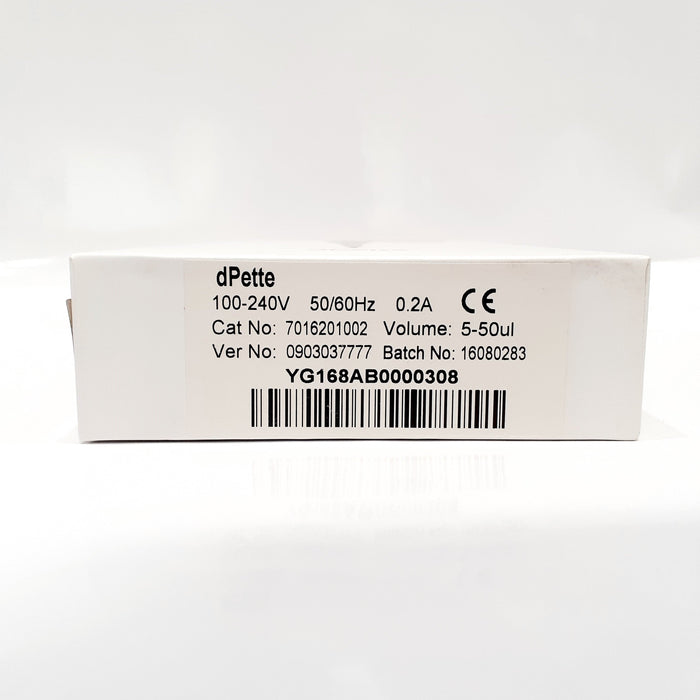 dPette
100-240V 50/60Hz 0.2A CE
Cat No: 7016201002 Volume: 5-50ul
Ver No: 0903037777 Batch No: 16080283
YG168AB0000308